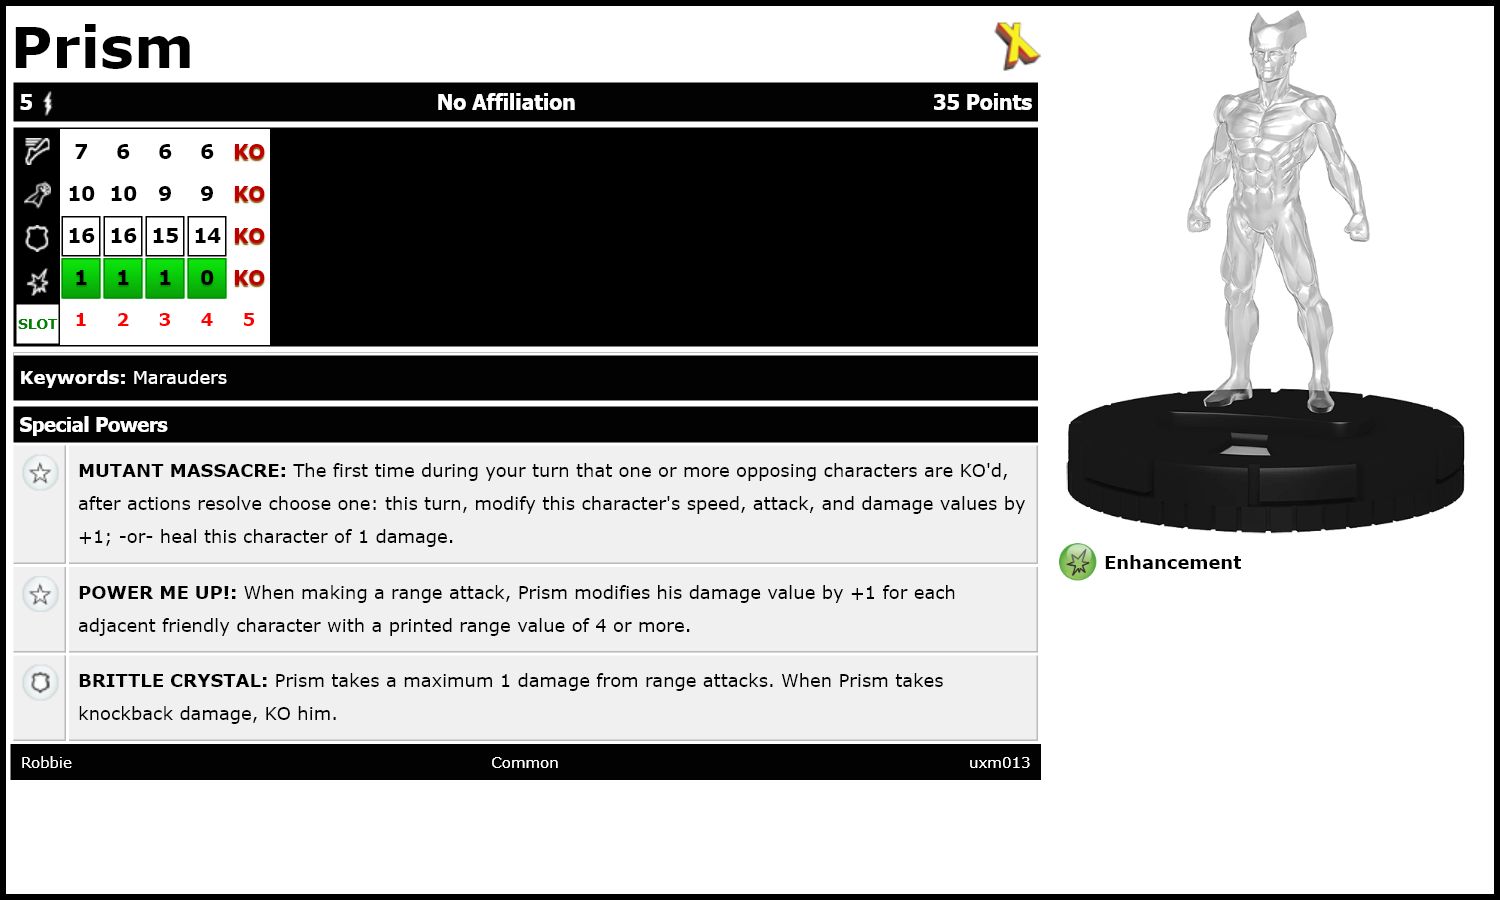 Prism
5 No Affiliation 35 Points
7 6 6 6 KO
10 10 9 9 KO
16 16 15 14 KO
1 1 1 0 KO
SLOT 1 2 3 4 5
Keywords: Marauders
Special Powers
MUTANT MASSACRE: The first time during your turn that one or more opposing characters are KO'd,
after actions resolve choose one: this turn, modify this character's speed, attack, and damage values by
+1; -or- heal this character of 1 damage.
POWER ME UP!: When making a range attack, Prism modifies his damage value by +1 for each
adjacent friendly character with a printed range value of 4 or more.
BRITTLE CRYSTAL: Prism takes a maximum 1 damage from range attacks. When Prism takes
knockback damage, KO him.
Robbie Common uxm013
Enhancement